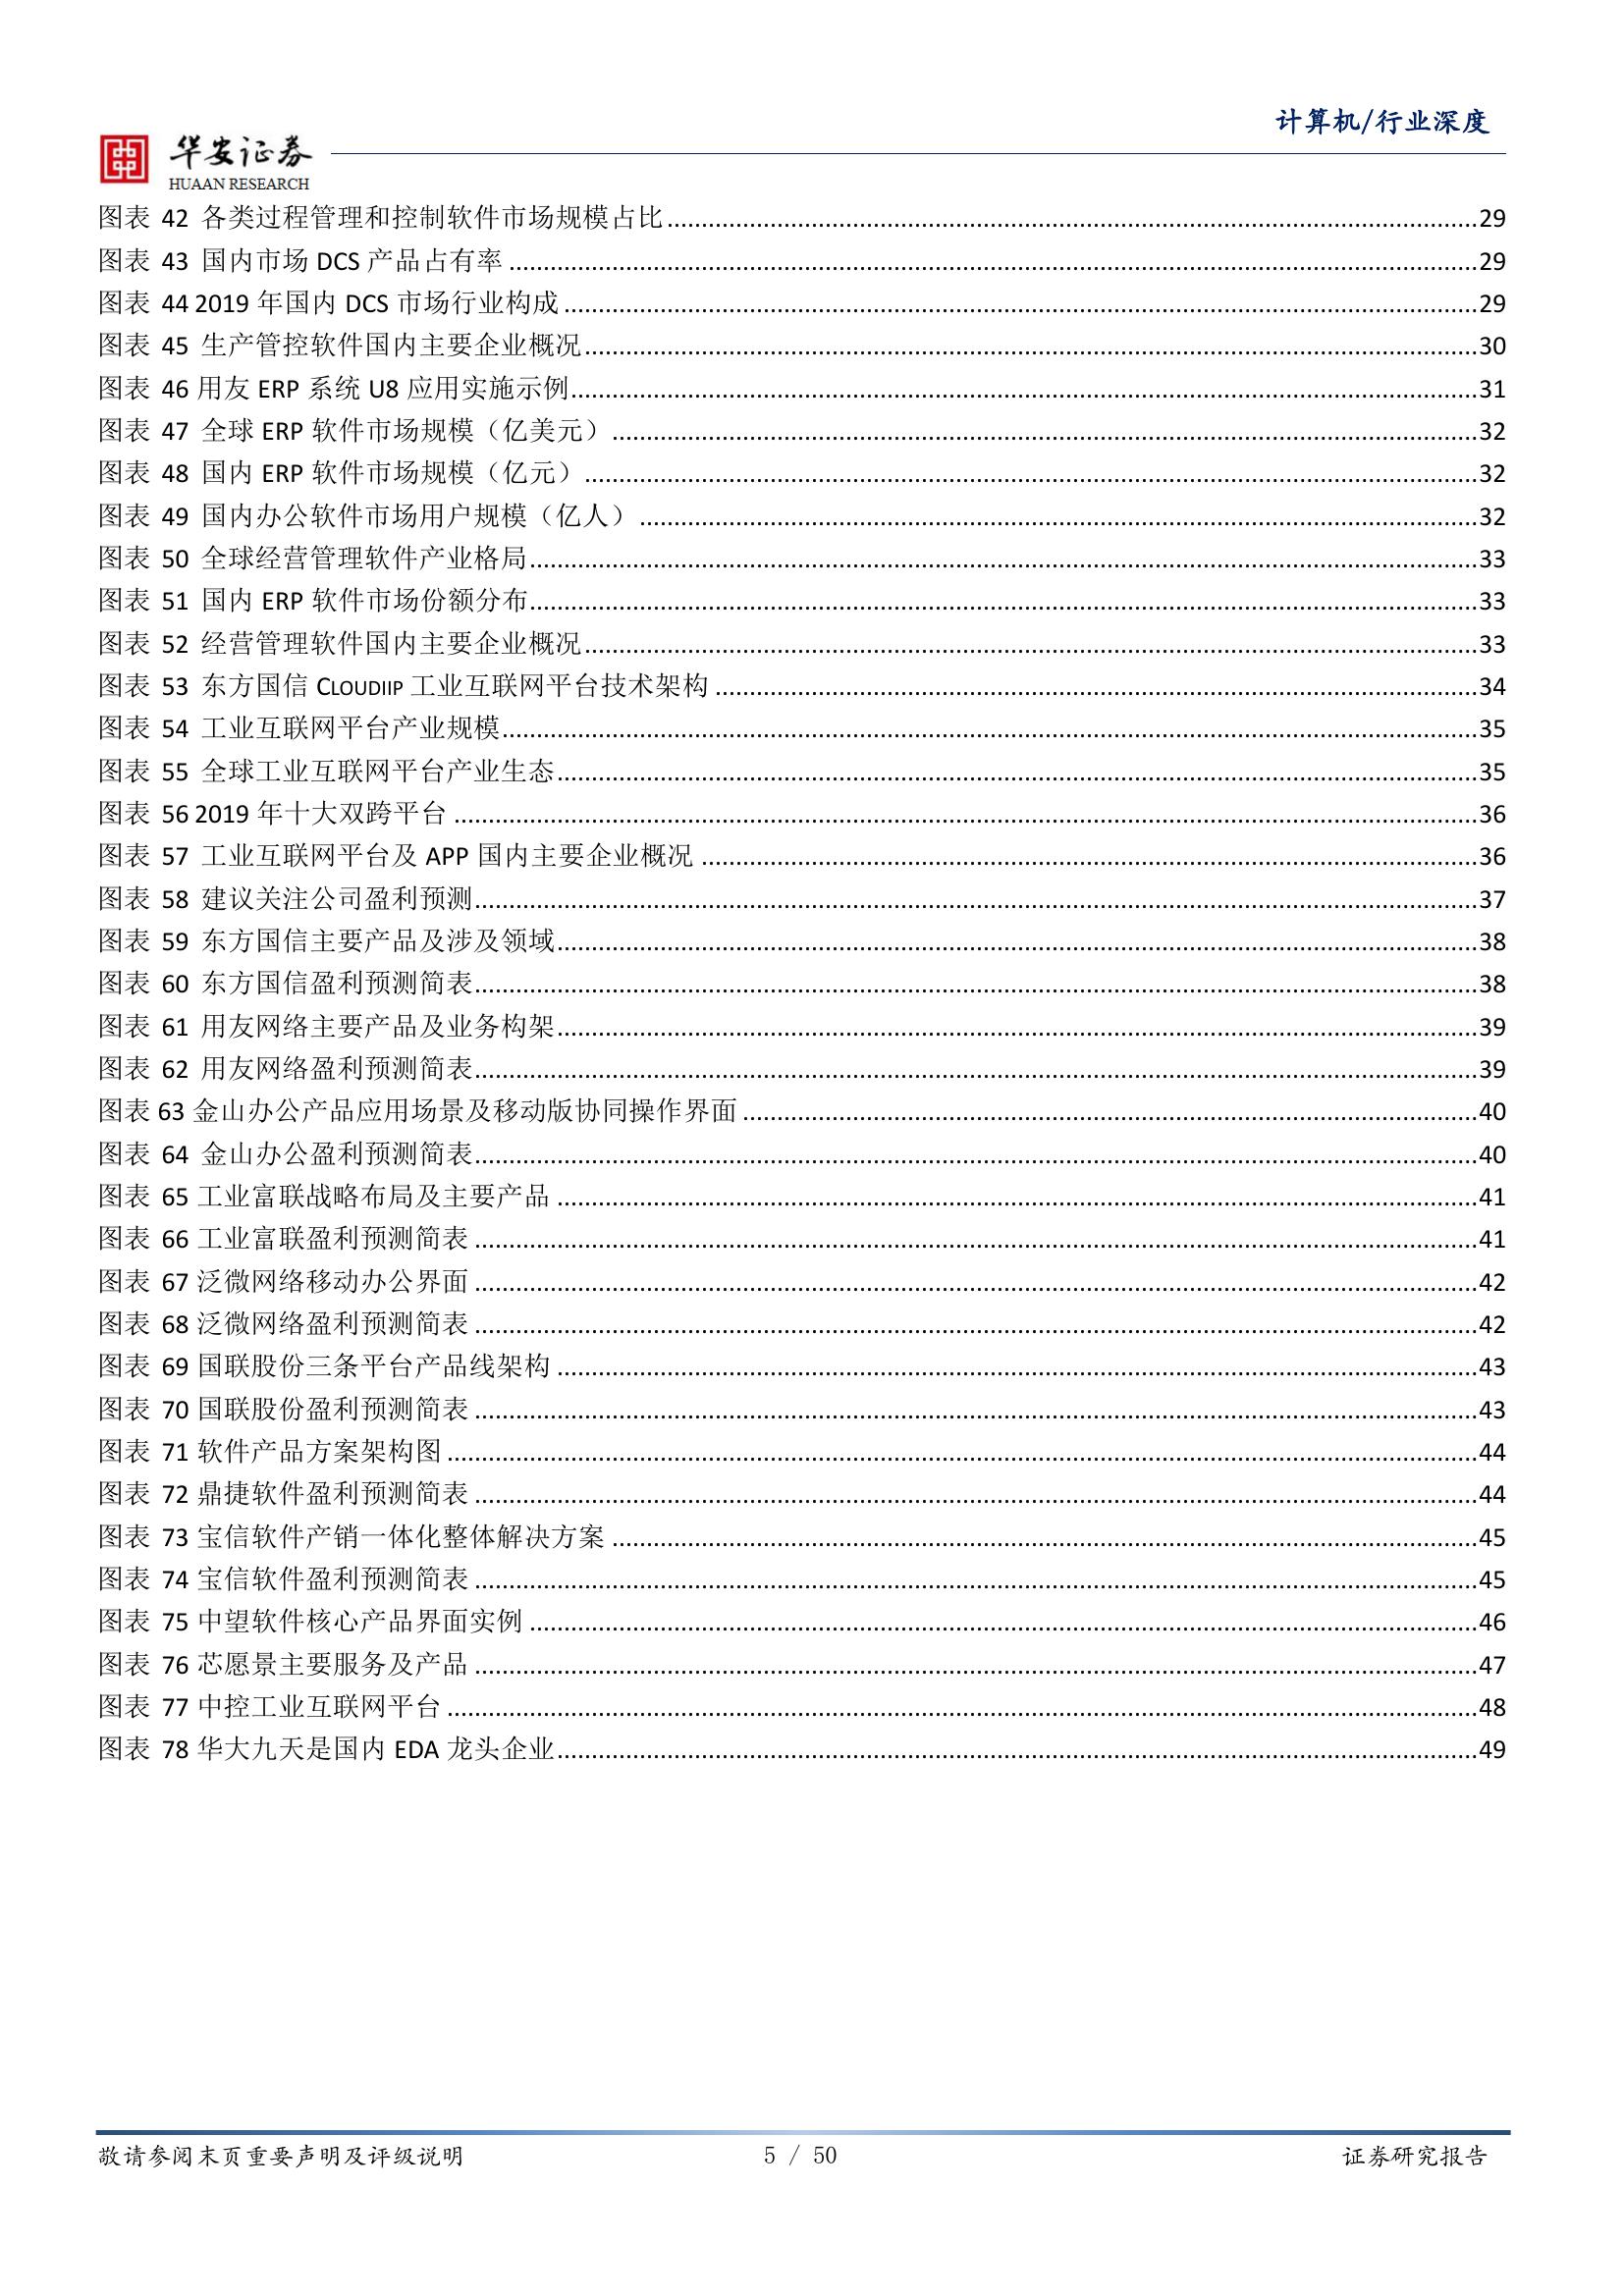 计算机/行业深度
华安证券
HUAAN RESEARCH
图表 42 各类过程管理和控制软件市场规模占比........29
图表 43 国内市场 DCS 产品占有率........29
图表 44 2019 年国内 DCS 市场行业构成........29
图表 45 生产管控软件国内主要企业概况........30
图表 46 用友 ERP 系统 U8 应用实施示例........31
图表 47 全球 ERP 软件市场规模（亿美元）........32
图表 48 国内 ERP 软件市场规模（亿元）........32
图表 49 国内办公软件市场用户规模（亿人）........32
图表 50 全球经营管理软件产业格局........33
图表 51 国内 ERP 软件市场份额分布........33
图表 52 经营管理软件国内主要企业概况........33
图表 53 东方国信 CLOUDIIP 工业互联网平台技术架构........34
图表 54 工业互联网平台产业规模........35
图表 55 全球工业互联网平台产业生态........35
图表 56 2019 年十大双跨平台........36
图表 57 工业互联网平台及 APP 国内主要企业概况........36
图表 58 建议关注公司盈利预测........37
图表 59 东方国信主要产品及涉及领域........38
图表 60 东方国信盈利预测简表........38
图表 61 用友网络主要产品及业务构架........39
图表 62 用友网络盈利预测简表........39
图表 63 金山办公产品应用场景及移动版协同操作界面........40
图表 64 金山办公盈利预测简表........40
图表 65 工业富联战略布局及主要产品........41
图表 66 工业富联盈利预测简表........41
图表 67 泛微网络移动办公界面........42
图表 68 泛微网络盈利预测简表........42
图表 69 国联股份三条平台产品线架构........43
图表 70 国联股份盈利预测简表........43
图表 71 软件产品方案架构图........44
图表 72 鼎捷软件盈利预测简表........44
图表 73 宝信软件产销一体化整体解决方案........45
图表 74 宝信软件盈利预测简表........45
图表 75 中望软件核心产品界面实例........46
图表 76 芯愿景主要服务及产品........47
图表 77 中控工业互联网平台........48
图表 78 华大九天是国内 EDA 龙头企业........49
敬请参阅末页重要声明及评级说明 5 / 50 证券研究报告